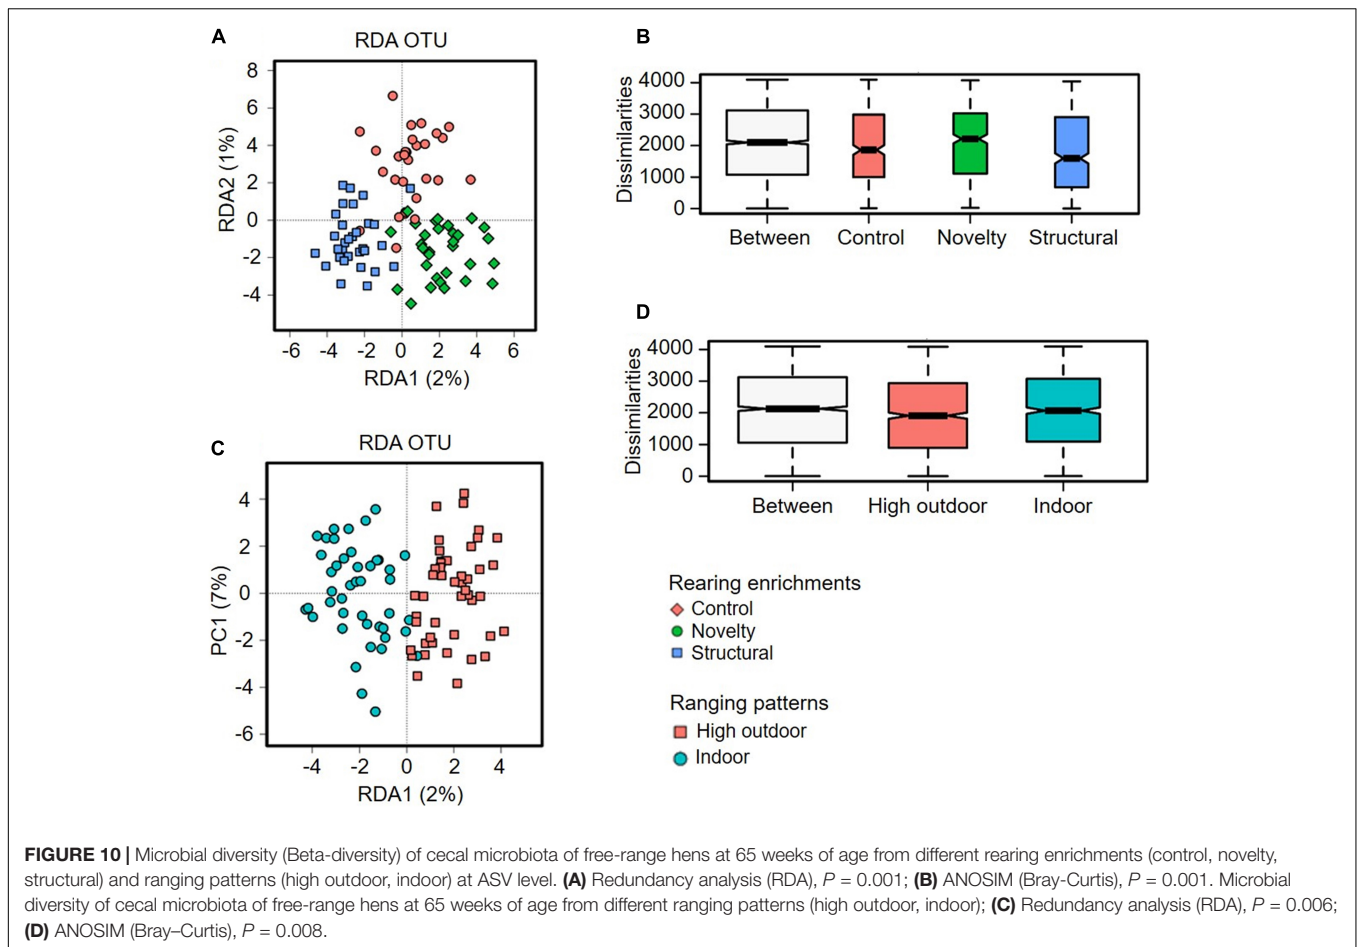 A
RDA OTU
8
6
4
2
0
-2
-4
RDA2 (1%)
-6 -4 -2 0 2 4 6
RDA1 (2%)
B
4000
3000
2000
1000
0
Dissimilarities
Between Control Novelty Structural
D
4000
3000
2000
1000
0
Dissimilarities
Between High outdoor Indoor
C
RDA OTU
4
2
0
-2
-4
-6
PC1 (7%)
-4 -2 0 2 4
RDA1 (2%)
Rearing enrichments
Control
Novelty
Structural
Ranging patterns
High outdoor
Indoor
FIGURE 10 | Microbial diversity (Beta-diversity) of cecal microbiota of free-range hens at 65 weeks of age from different rearing enrichments (control, novelty,
structural) and ranging patterns (high outdoor, indoor) at ASV level. (A) Redundancy analysis (RDA), P = 0.001; (B) ANOSIM (Bray-Curtis), P = 0.001. Microbial
diversity of cecal microbiota of free-range hens at 65 weeks of age from different ranging patterns (high outdoor, indoor); (C) Redundancy analysis (RDA), P = 0.006;
(D) ANOSIM (Bray–Curtis), P = 0.008.